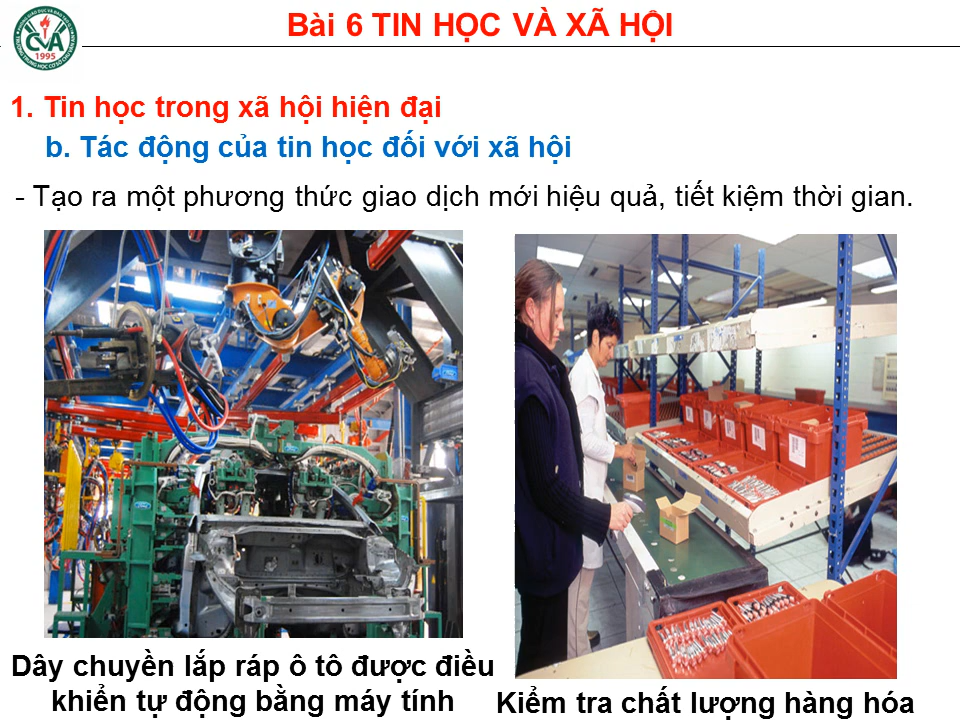 Bài 6 TIN HỌC VÀ XÃ HỘI
CVA
1995
1. Tin học trong xã hội hiện đại
b. Tác động của tin học đối với xã hội
- Tạo ra một phương thức giao dịch mới hiệu quả, tiết kiệm thời gian.
Dây chuyền lắp ráp ô tô được điều
khiển tự động bằng máy tính
Kiểm tra chất lượng hàng hóa